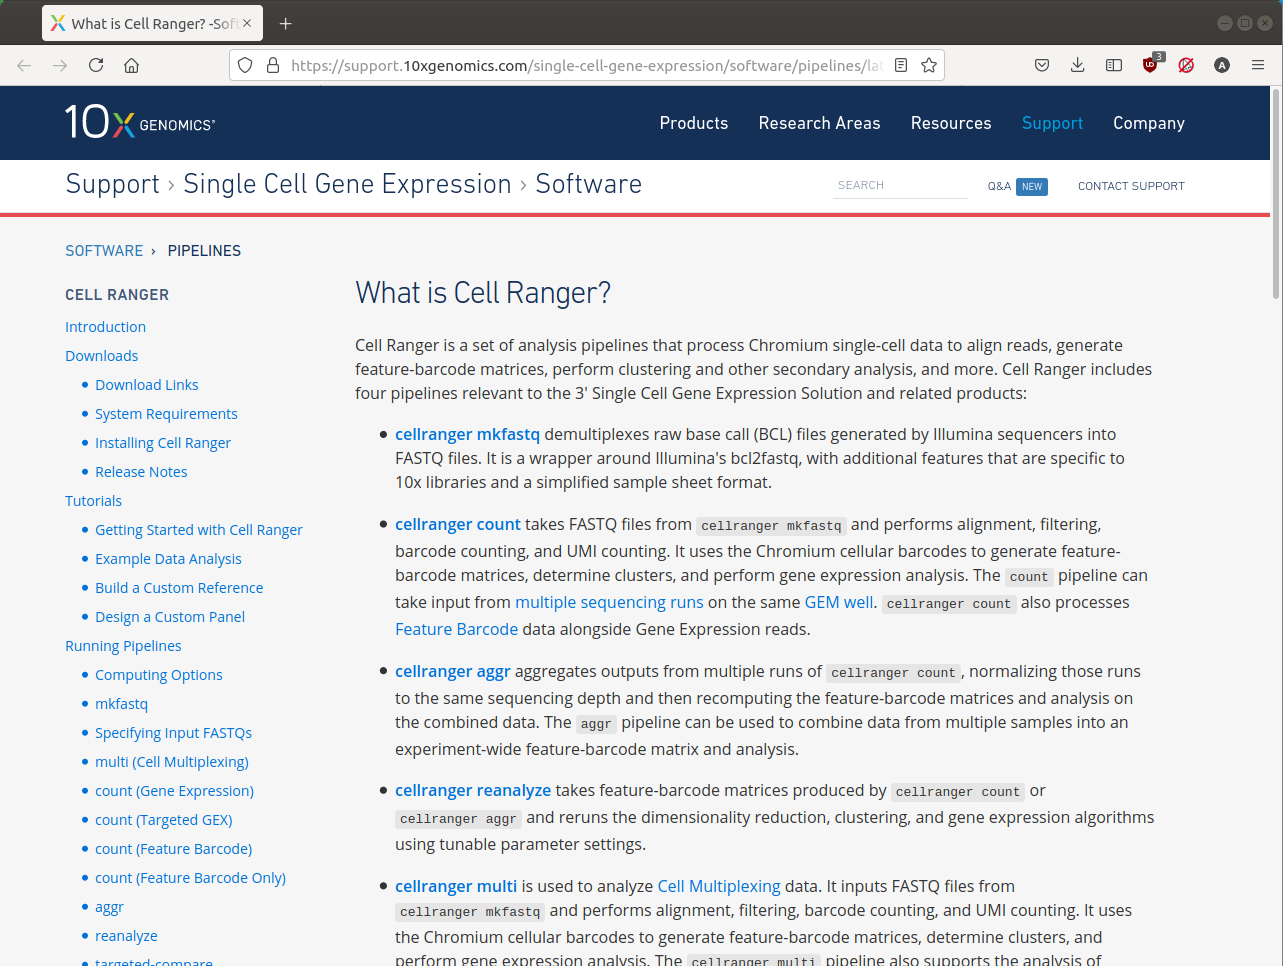 What is Cell Ranger? -Soft
https://support.10xgenomics.com/single-cell-gene-expression/software/pipelines/lat
3
A
10X GENOMICS
Products
Research Areas
Resources
Support
Company
Support › Single Cell Gene Expression › Software
SEARCH
Q&A NEW
CONTACT SUPPORT
SOFTWARE › PIPELINES
CELL RANGER
Introduction
Downloads
Download Links
System Requirements
Installing Cell Ranger
Release Notes
Tutorials
Getting Started with Cell Ranger
Example Data Analysis
Build a Custom Reference
Design a Custom Panel
Running Pipelines
Computing Options
mkfastq
Specifying Input FASTQs
multi (Cell Multiplexing)
count (Gene Expression)
count (Targeted GEX)
count (Feature Barcode)
count (Feature Barcode Only)
aggr
reanalyze
targeted-compare
What is Cell Ranger?
Cell Ranger is a set of analysis pipelines that process Chromium single-cell data to align reads, generate
feature-barcode matrices, perform clustering and other secondary analysis, and more. Cell Ranger includes
four pipelines relevant to the 3' Single Cell Gene Expression Solution and related products:
cellranger mkfastq demultiplexes raw base call (BCL) files generated by Illumina sequencers into
FASTQ files. It is a wrapper around Illumina's bcl2fastq, with additional features that are specific to
10x libraries and a simplified sample sheet format.
cellranger count takes FASTQ files from cellranger mkfastq and performs alignment, filtering,
barcode counting, and UMI counting. It uses the Chromium cellular barcodes to generate feature-
barcode matrices, determine clusters, and perform gene expression analysis. The count pipeline can
take input from multiple sequencing runs on the same GEM well. cellranger count also processes
Feature Barcode data alongside Gene Expression reads.
cellranger aggr aggregates outputs from multiple runs of cellranger count, normalizing those runs
to the same sequencing depth and then recomputing the feature-barcode matrices and analysis on
the combined data. The aggr pipeline can be used to combine data from multiple samples into an
experiment-wide feature-barcode matrix and analysis.
cellranger reanalyze takes feature-barcode matrices produced by cellranger count or
cellranger aggr and reruns the dimensionality reduction, clustering, and gene expression algorithms
using tunable parameter settings.
cellranger multi is used to analyze Cell Multiplexing data. It inputs FASTQ files from
cellranger mkfastq and performs alignment, filtering, barcode counting, and UMI counting. It uses
the Chromium cellular barcodes to generate feature-barcode matrices, determine clusters, and
perform gene expression analysis. The cellranger multi pipeline also supports the analysis of